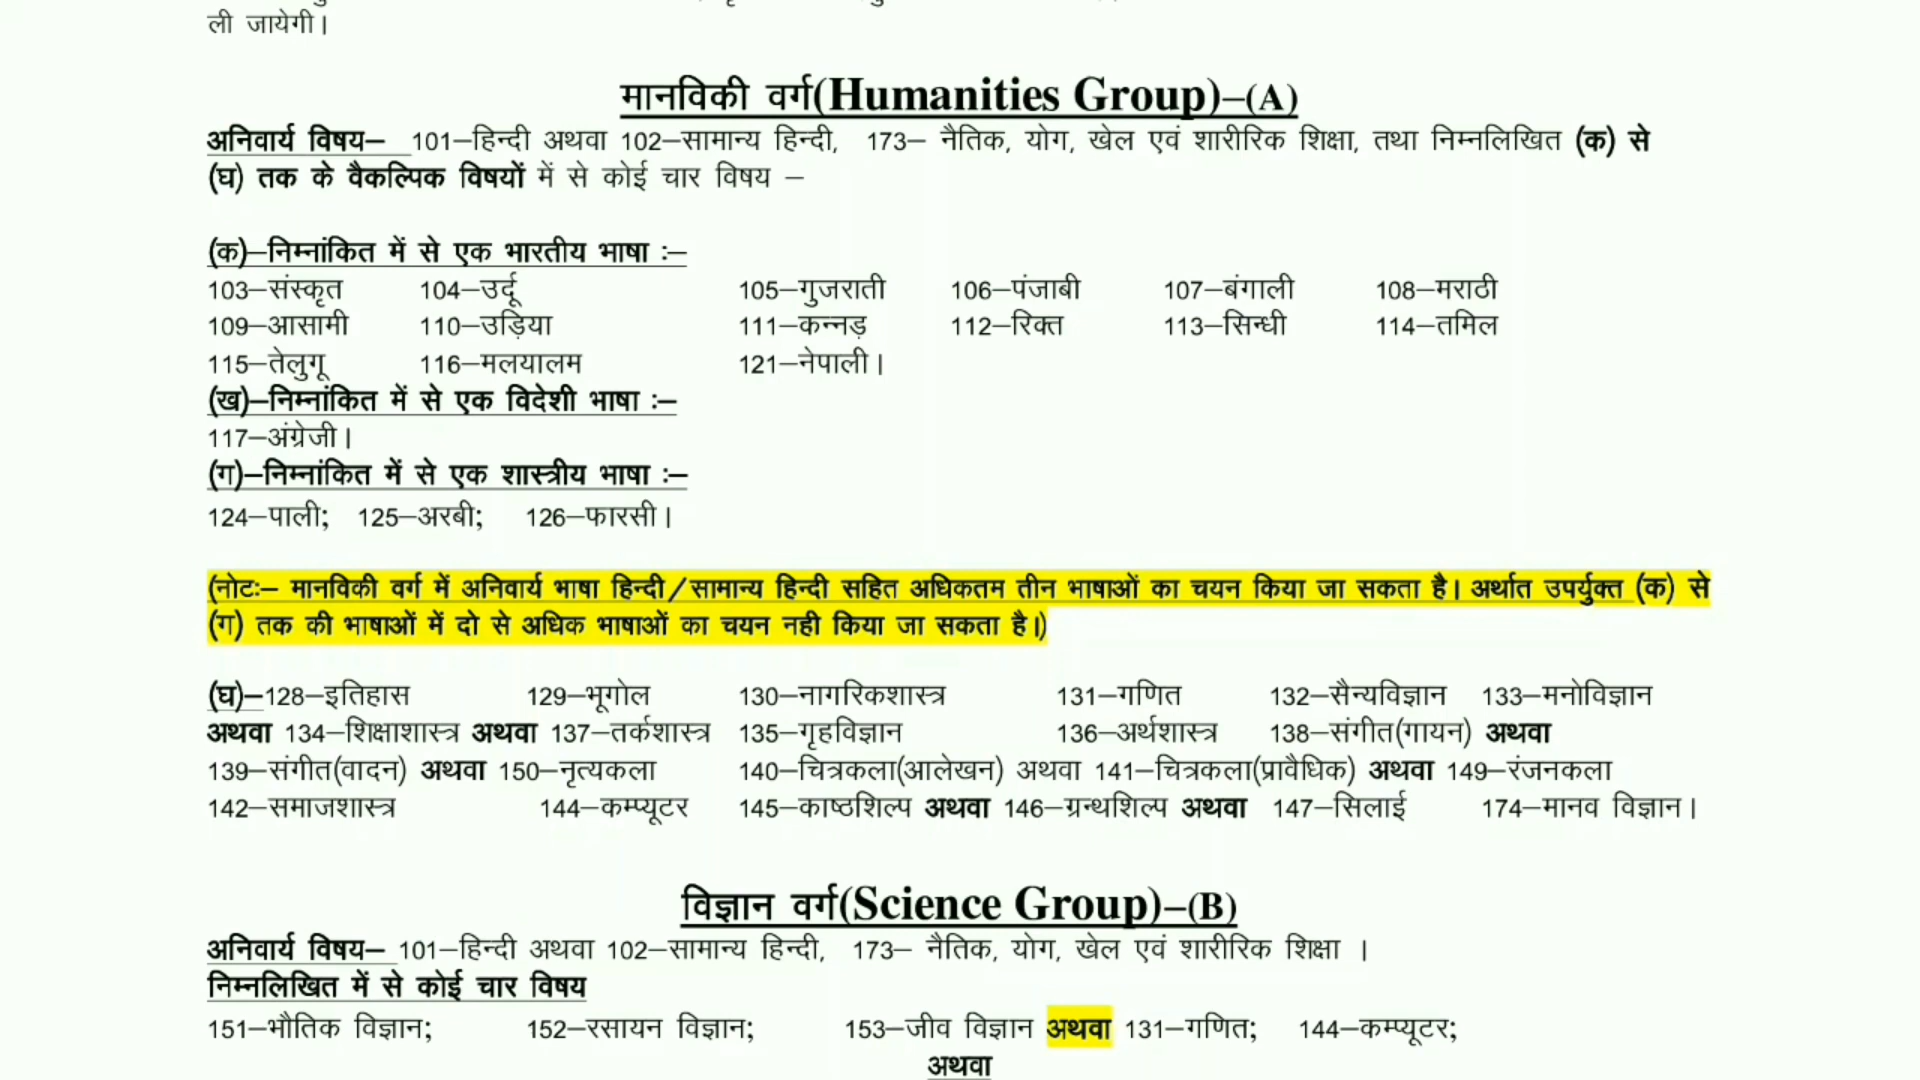 ली जायेगी।
मानविकी वर्ग(Humanities Group)–(A)
अनिवार्य विषय– 101–हिन्दी अथवा 102–सामान्य हिन्दी, 173– नैतिक, योग, खेल एवं शारीरिक शिक्षा, तथा निम्नलिखित (क) से
(घ) तक के वैकल्पिक विषयों में से कोई चार विषय –
(क)–निम्नांकित में से एक भारतीय भाषा :–
103–संस्कृत 104–उर्दू 105–गुजराती 106–पंजाबी 107–बंगाली 108–मराठी
109–आसामी 110–उड़िया 111–कन्नड़ 112–रिक्त 113–सिन्धी 114–तमिल
115–तेलुगू 116–मलयालम 121–नेपाली।
(ख)–निम्नांकित में से एक विदेशी भाषा :–
117–अंग्रेजी।
(ग)–निम्नांकित में से एक शास्त्रीय भाषा :–
124–पाली; 125–अरबी; 126–फारसी।
(नोटः– मानविकी वर्ग में अनिवार्य भाषा हिन्दी/सामान्य हिन्दी सहित अधिकतम तीन भाषाओं का चयन किया जा सकता है। अर्थात उपर्युक्त (क) से
(ग) तक की भाषाओं में दो से अधिक भाषाओं का चयन नही किया जा सकता है।)
(घ)–128–इतिहास 129–भूगोल 130–नागरिकशास्त्र 131–गणित 132–सैन्यविज्ञान 133–मनोविज्ञान
अथवा 134–शिक्षाशास्त्र अथवा 137–तर्कशास्त्र 135–गृहविज्ञान 136–अर्थशास्त्र 138–संगीत(गायन) अथवा
139–संगीत(वादन) अथवा 150–नृत्यकला 140–चित्रकला(आलेखन) अथवा 141–चित्रकला(प्रावैधिक) अथवा 149–रंजनकला
142–समाजशास्त्र 144–कम्प्यूटर 145–काष्ठशिल्प अथवा 146–ग्रन्थशिल्प अथवा 147–सिलाई 174–मानव विज्ञान।
विज्ञान वर्ग(Science Group)–(B)
अनिवार्य विषय– 101–हिन्दी अथवा 102–सामान्य हिन्दी, 173– नैतिक, योग, खेल एवं शारीरिक शिक्षा ।
निम्नलिखित में से कोई चार विषय
151–भौतिक विज्ञान; 152–रसायन विज्ञान; 153–जीव विज्ञान अथवा 131–गणित; 144–कम्प्यूटर;
अथवा